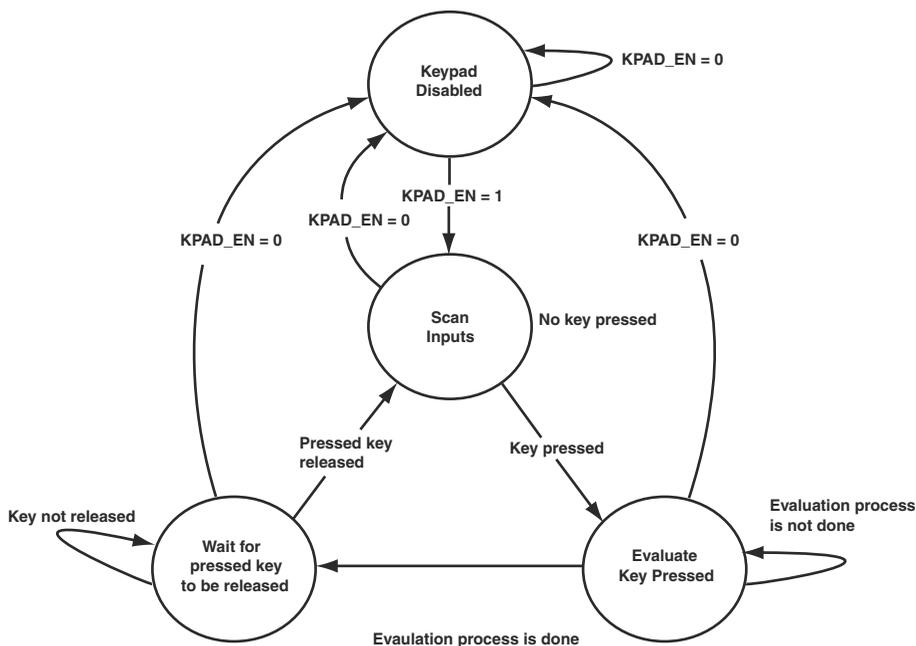 Keypad
Disabled
KPAD_EN = 0
KPAD_EN = 1
KPAD_EN = 0
KPAD_EN = 0
KPAD_EN = 0
Scan
Inputs
No key pressed
Pressed key
released
Key pressed
Key not released
Wait for
pressed key
to be released
Evaluate
Key Pressed
Evaluation process
is not done
Evaulation process is done